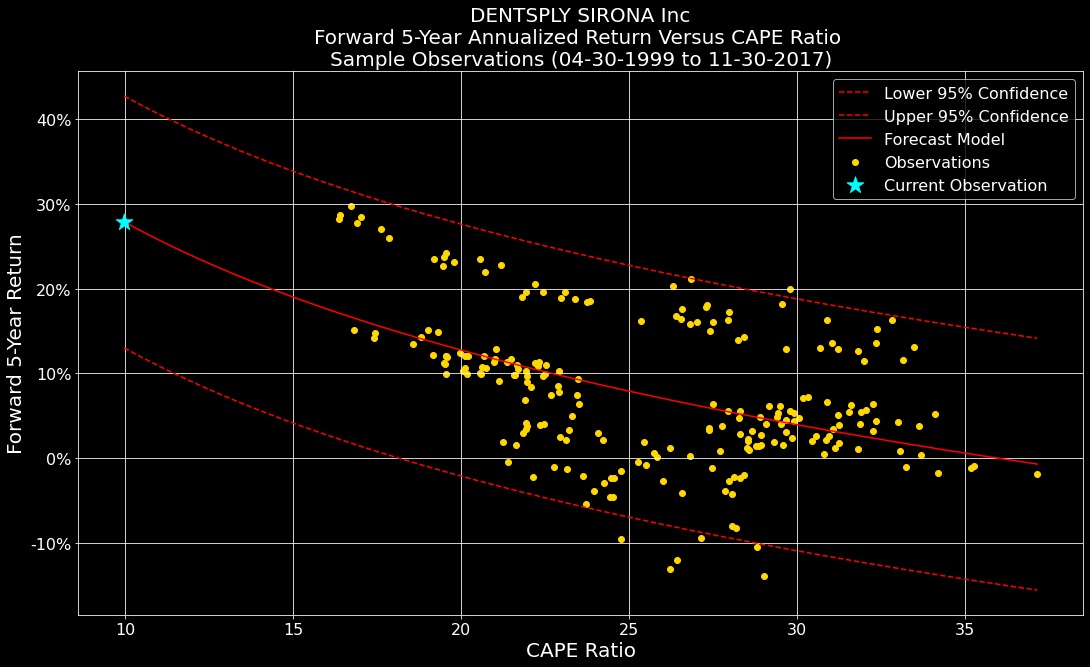 DENTSPLY SIRONA Inc
Forward 5-Year Annualized Return Versus CAPE Ratio
Sample Observations (04-30-1999 to 11-30-2017)
Lower 95% Confidence
Upper 95% Confidence
Forecast Model
Observations
Current Observation
Forward 5-Year Return
40%
30%
20%
10%
0%
-10%
10 15 20 25 30 35
CAPE Ratio